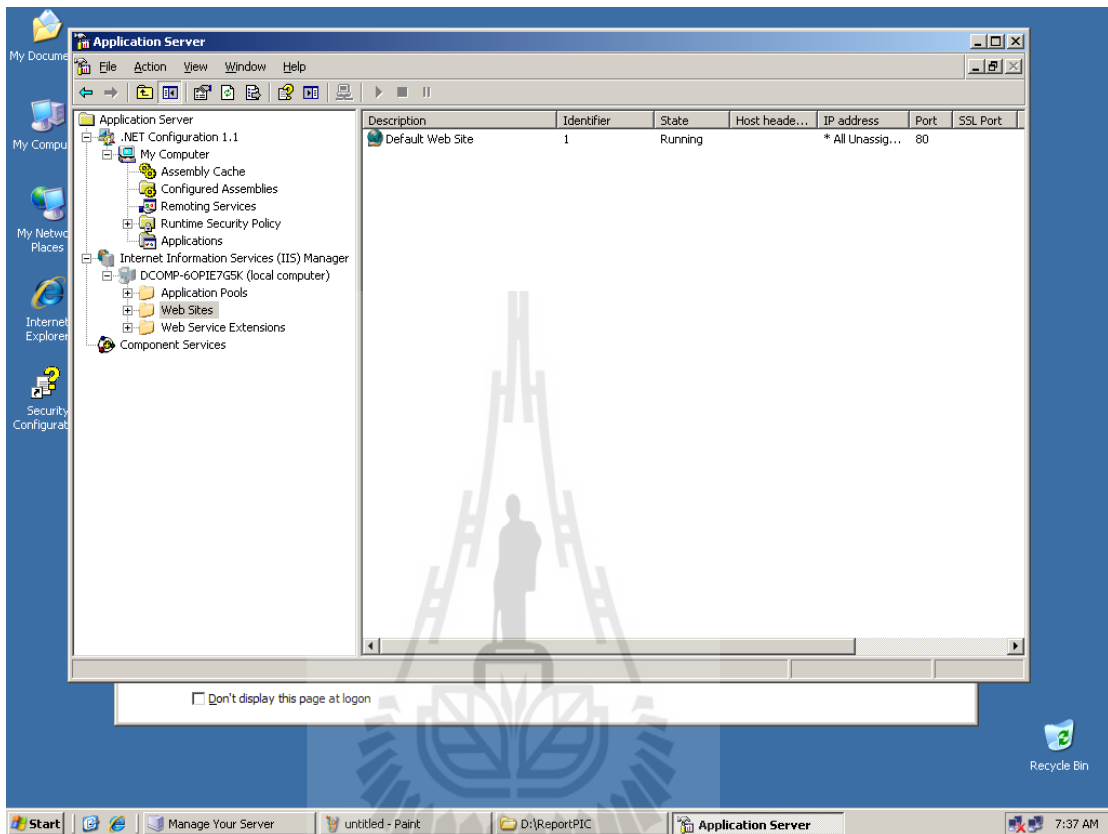 My Docume
My Compu
My Netwo
Places
Internet
Explorer
Security
Configurat
Application Server
File Action View Window Help
Application Server
.NET Configuration 1.1
My Computer
Assembly Cache
Configured Assemblies
Remoting Services
Runtime Security Policy
Applications
Internet Information Services (IIS) Manager
DCOMP-6OPIE7G5K (local computer)
Application Pools
Web Sites
Web Service Extensions
Component Services
Description Identifier State Host heade... IP address Port SSL Port
Default Web Site 1 Running * All Unassig... 80
Don't display this page at logon
Recycle Bin
Start Manage Your Server untitled - Paint D:\ReportPIC Application Server 7:37 AM